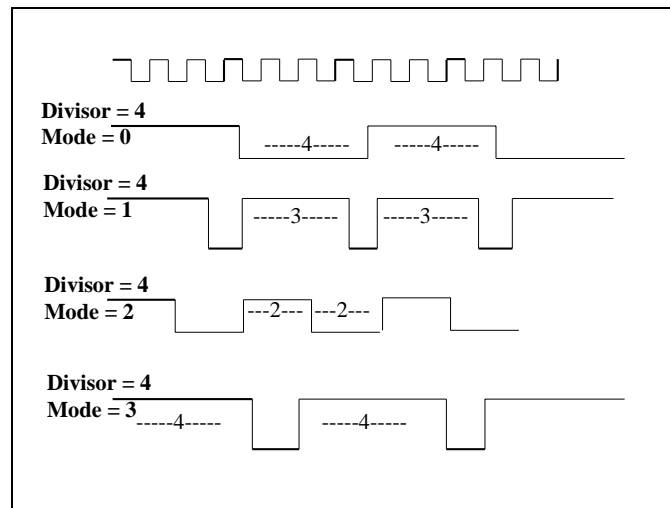 Divisor = 4
Mode = 0
-----4----- -----4-----
Divisor = 4
Mode = 1
-----3----- -----3-----
Divisor = 4
Mode = 2
---2--- ---2---
Divisor = 4
Mode = 3
-----4----- -----4-----